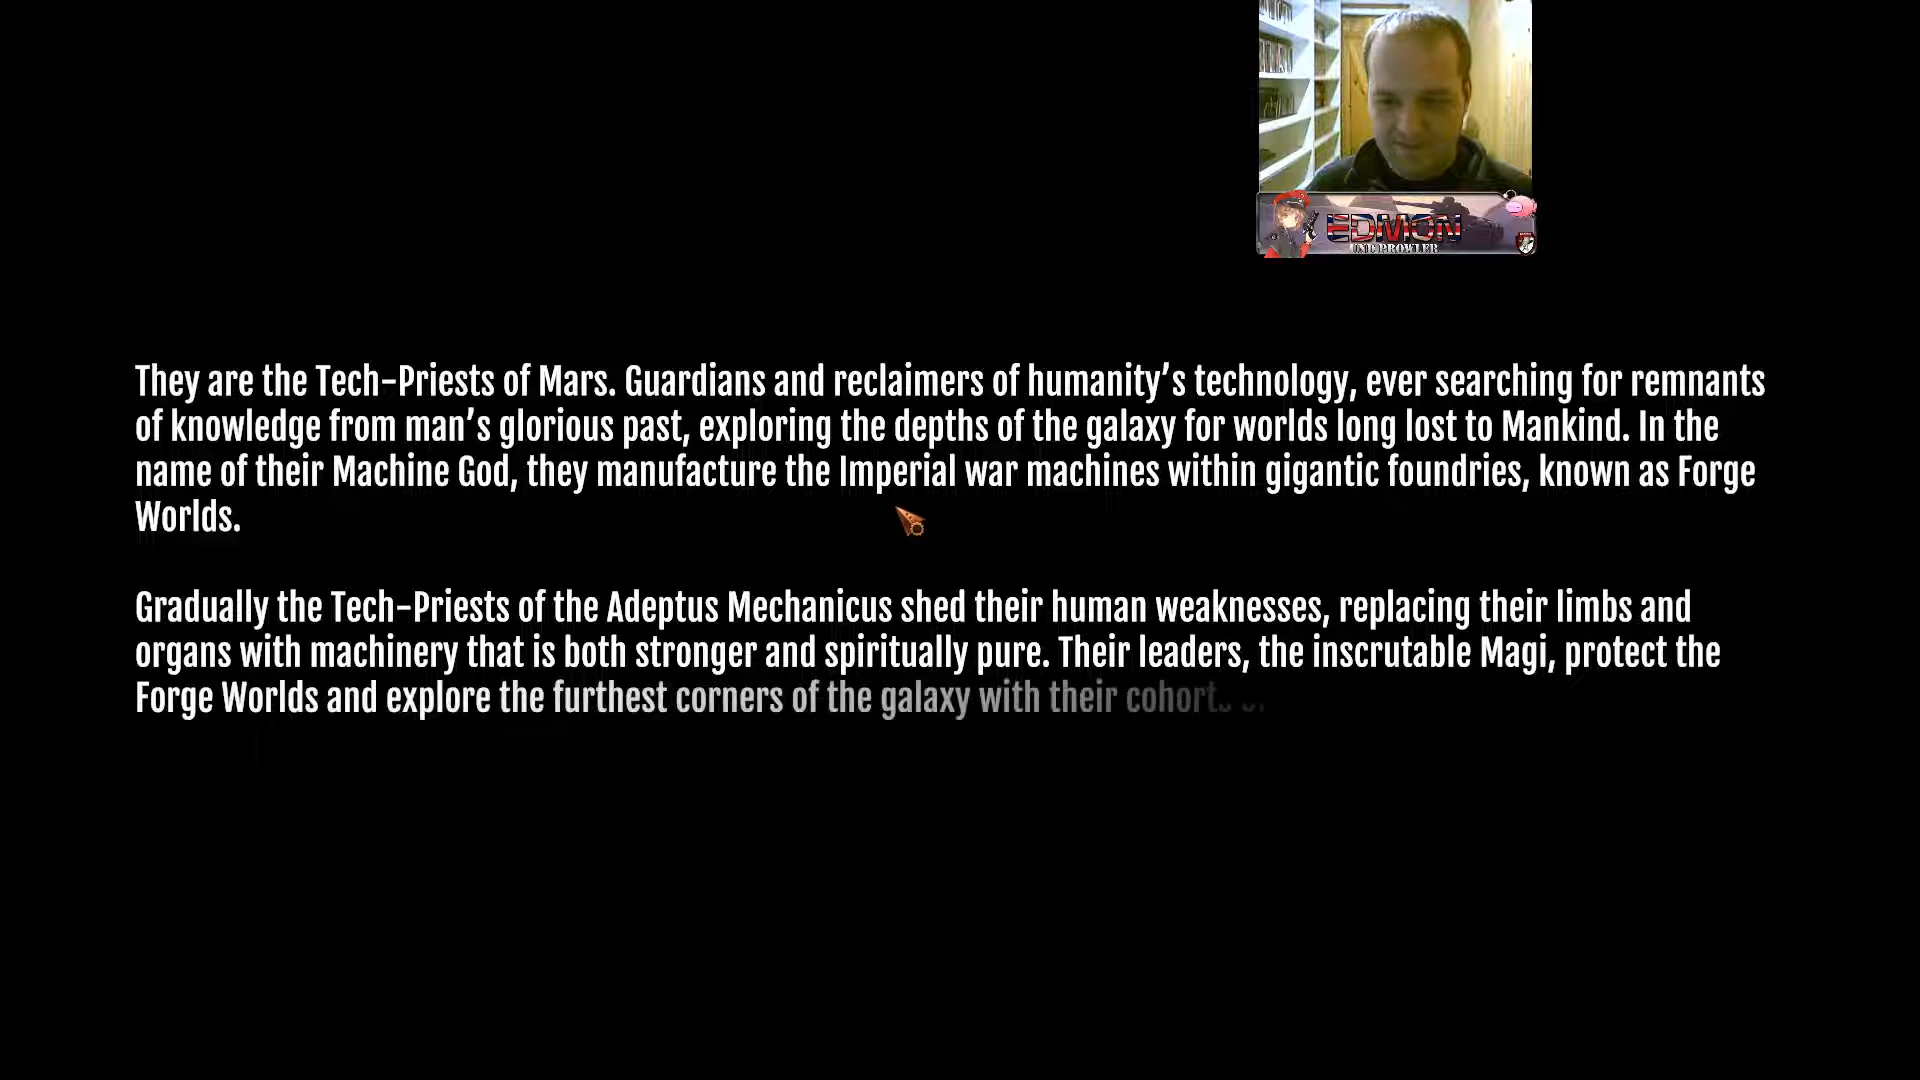 EDMON
They are the Tech-Priests of Mars. Guardians and reclaimers of humanity’s technology, ever searching for remnants
of knowledge from man’s glorious past, exploring the depths of the galaxy for worlds long lost to Mankind. In the
name of their Machine God, they manufacture the Imperial war machines within gigantic foundries, known as Forge
Worlds.
Gradually the Tech-Priests of the Adeptus Mechanicus shed their human weaknesses, replacing their limbs and
organs with machinery that is both stronger and spiritually pure. Their leaders, the inscrutable Magi, protect the
Forge Worlds and explore the furthest corners of the galaxy with their cohorts